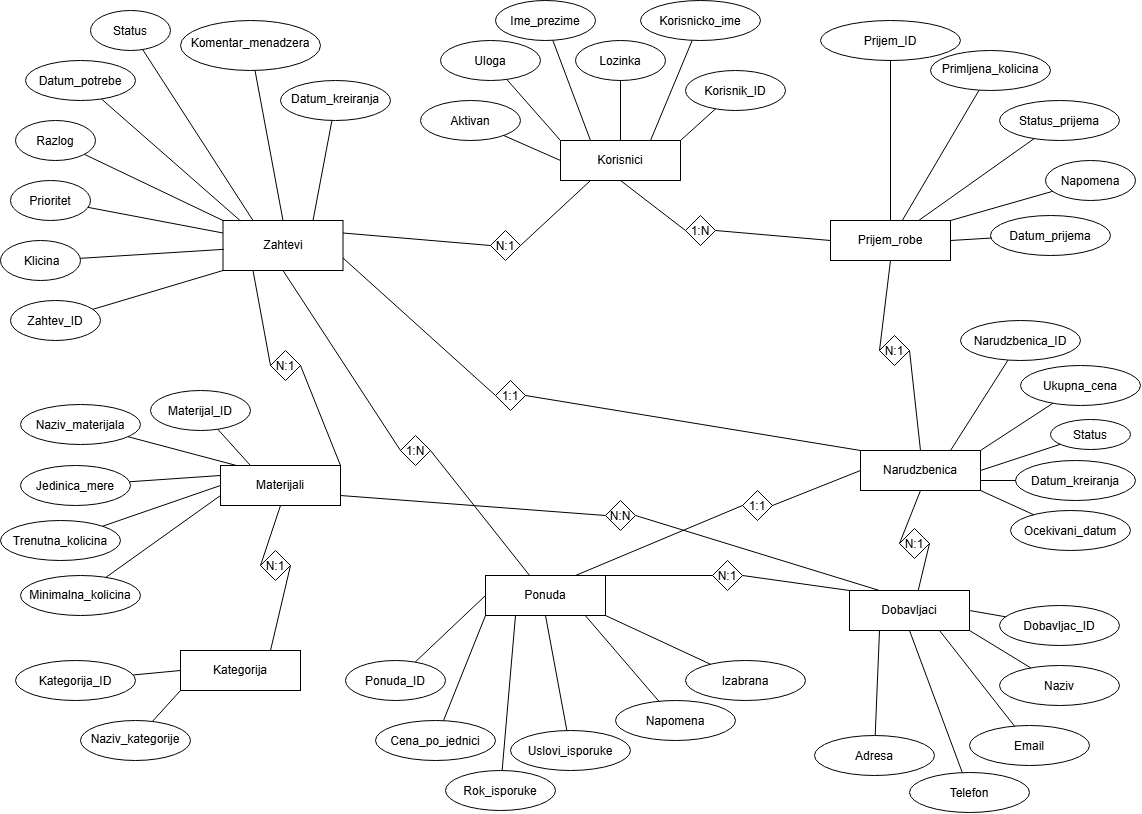 Status
Komentar_menadzera
Datum_potrebe
Datum_kreiranja
Razlog
Prioritet
Klicina
Zahtev_ID
Zahtevi
Ime_prezime
Korisnicko_ime
Uloga
Lozinka
Korisnik_ID
Aktivan
Korisnici
Prijem_ID
Primljena_kolicina
Status_prijema
Napomena
Datum_prijema
Prijem_robe
N:1
1:N
N:1
N:1
1:1
1:N
Narudzbenica_ID
Ukupna_cena
Status
Datum_kreiranja
Ocekivani_datum
Narudzbenica
Materijal_ID
Naziv_materijala
Jedinica_mere
Trenutna_kolicina
Minimalna_kolicina
Materijali
1:1
N:N
N:1
N:1
N:1
Kategorija
Kategorija_ID
Naziv_kategorije
Ponuda
Ponuda_ID
Cena_po_jednici
Rok_isporuke
Uslovi_isporuke
Napomena
Izabrana
Dobavljaci
Dobavljac_ID
Naziv
Email
Adresa
Telefon